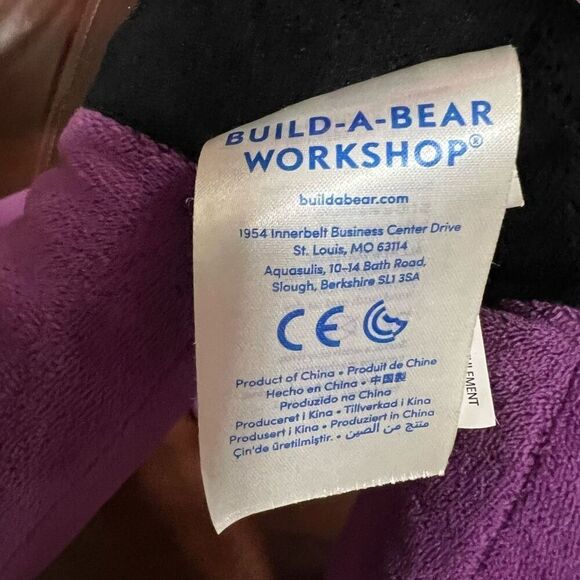 BUILD-A-BEAR
WORKSHOP®
buildabear.com
1954 Innerbelt Business Center Drive
St. Louis, MO 63114
Aquasulis, 10-14 Bath Road,
Slough, Berkshire SL1 3SA
CE
Product of China • Produit de Chine
Hecho en China • 中国製
Produzido na China
Produceret i Kina • Tillverkad i Kina
Produsert i Kina • Produziert in China
Çin'de üretilmiştir. • منتج من الصين